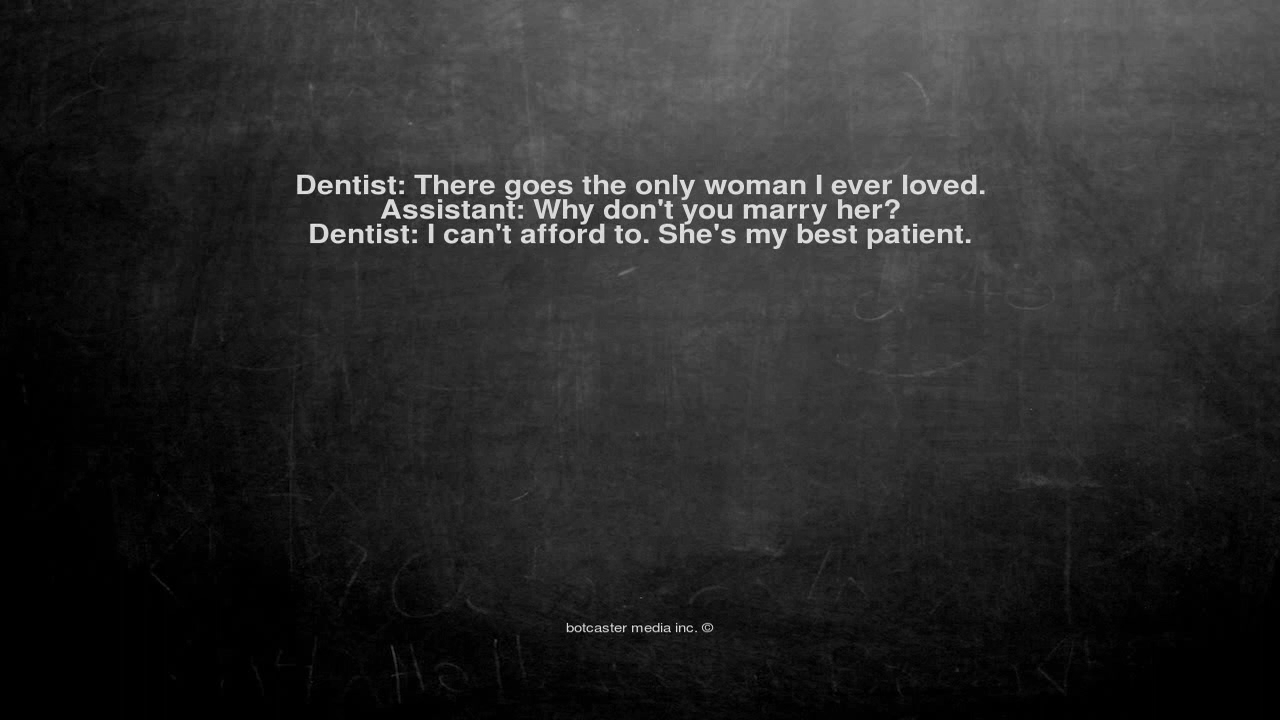 Dentist: There goes the only woman I ever loved.
Assistant: Why don't you marry her?
Dentist: I can't afford to. She's my best patient.
botcaster media inc. ©